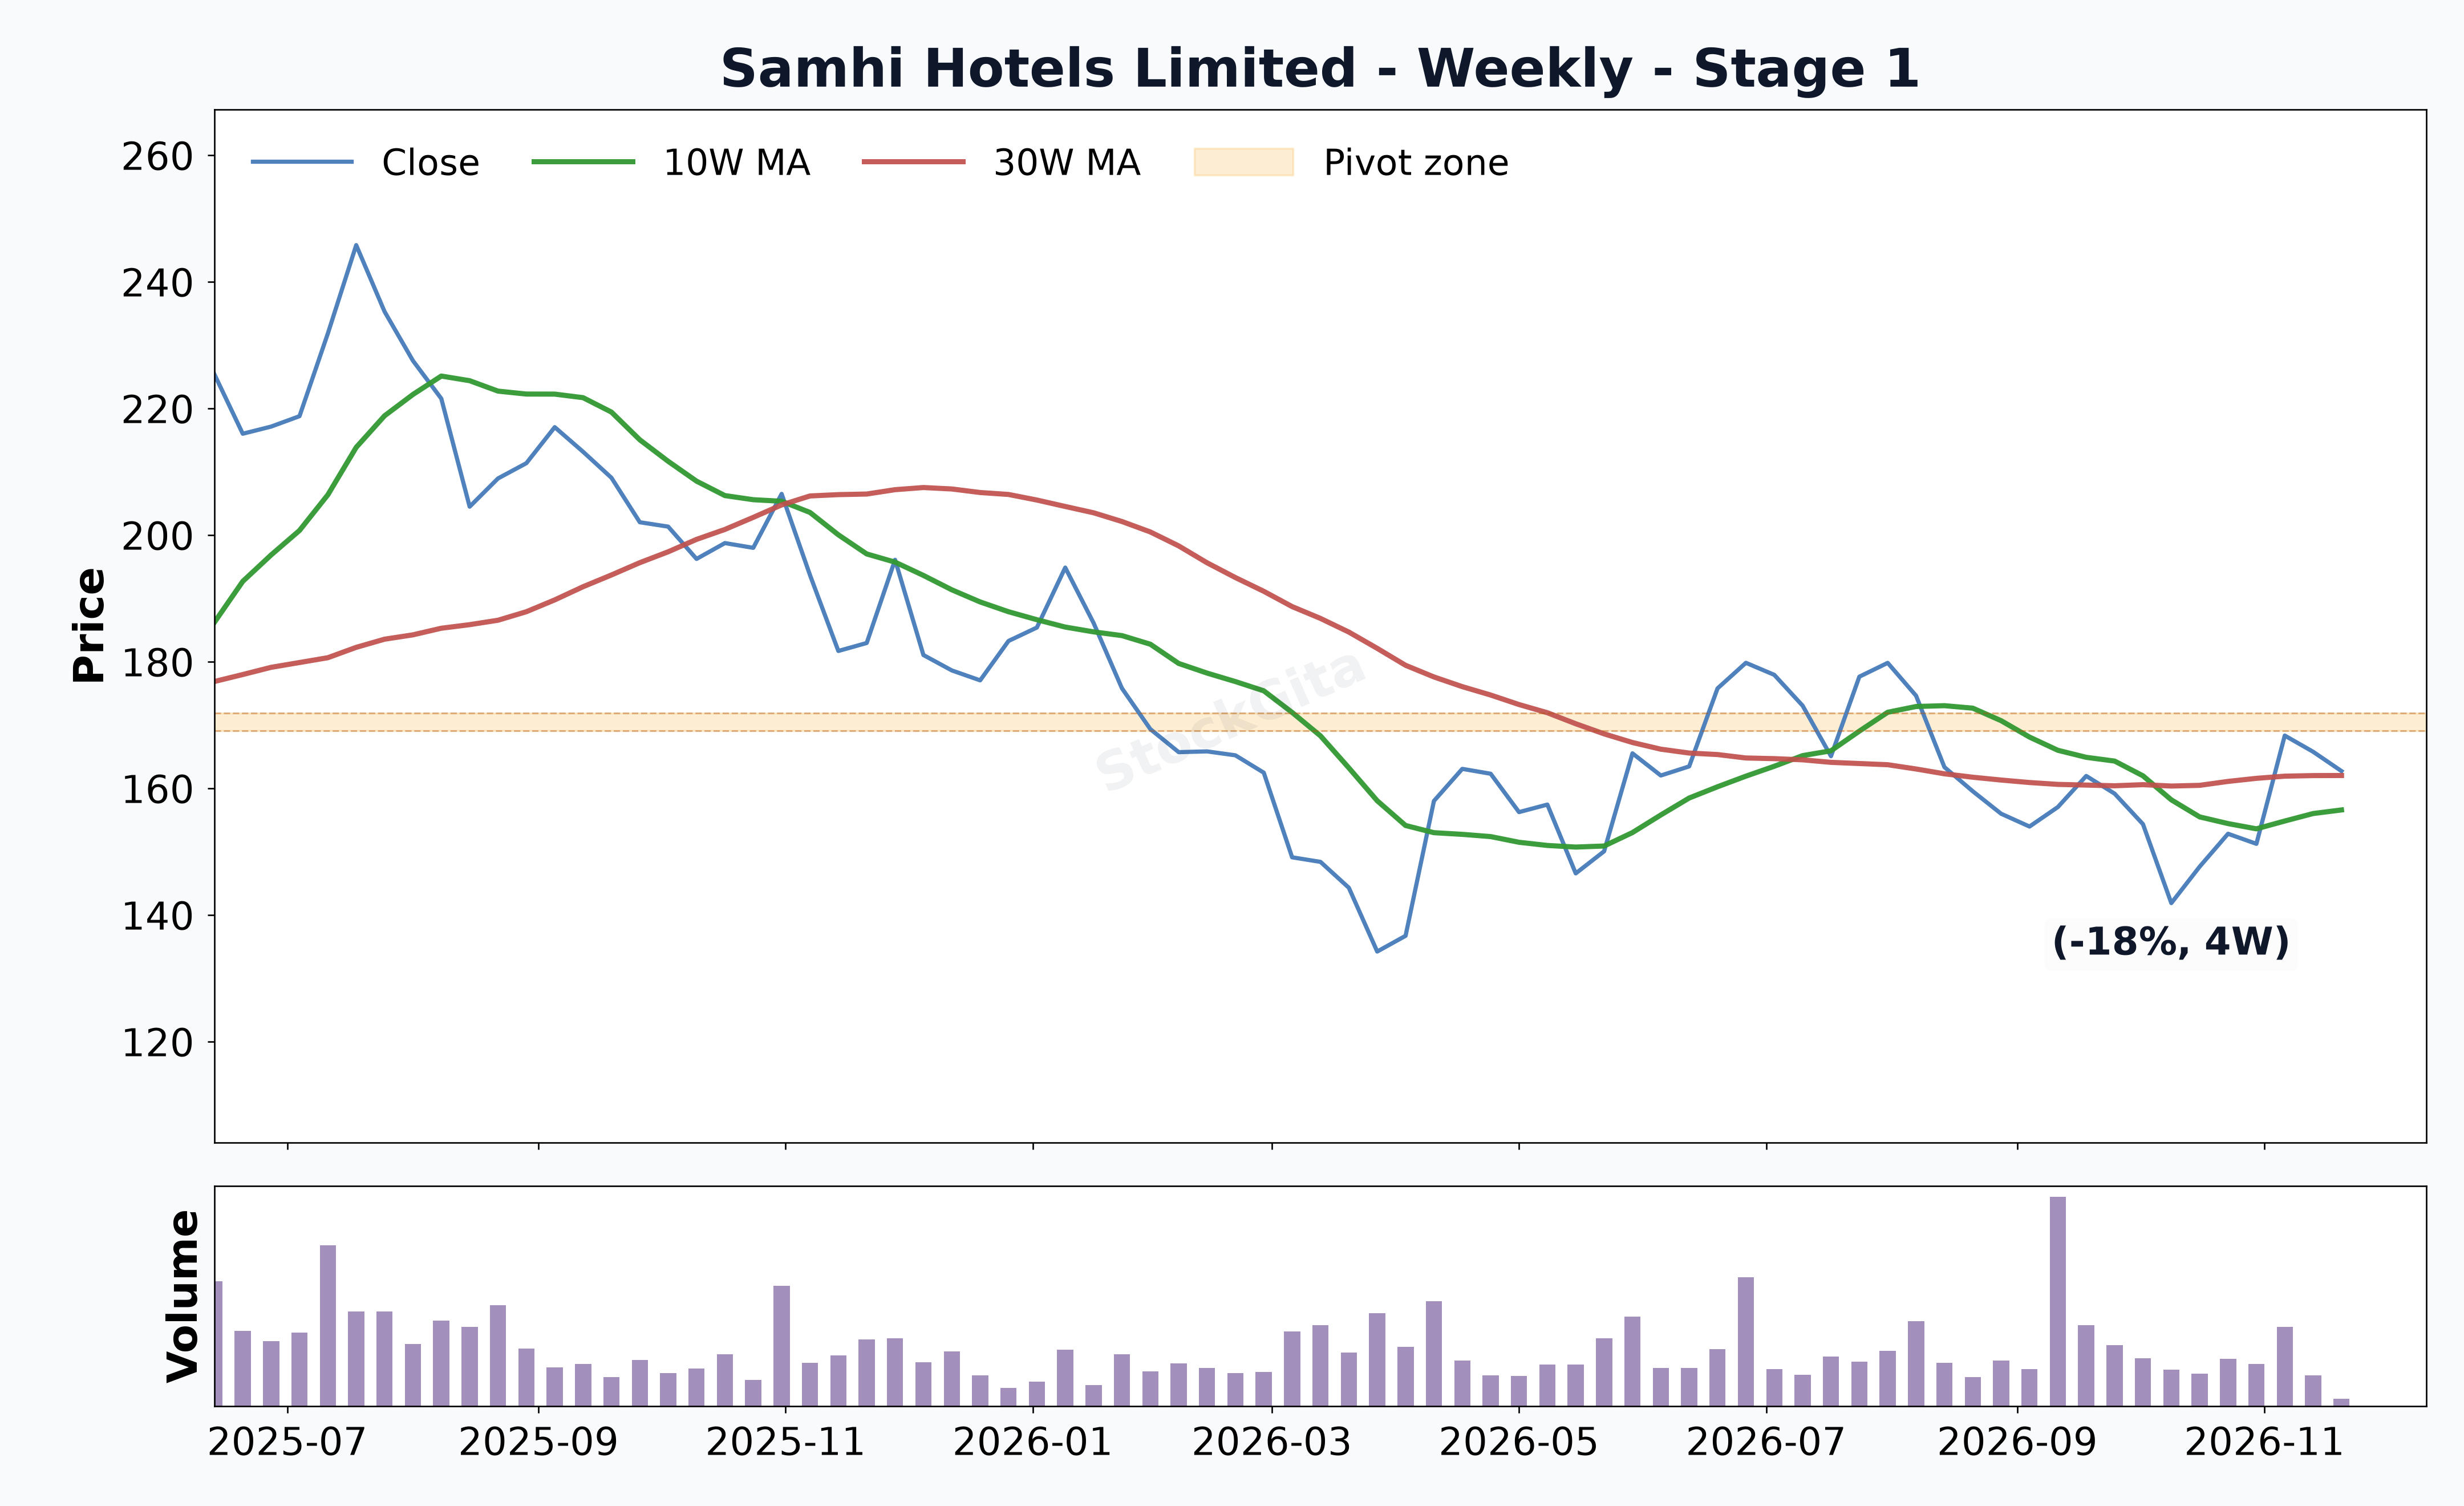 Samhi Hotels Limited - Weekly - Stage 1
Close 10W MA 30W MA Pivot zone
260
240
220
200
180
160
140
120
Price
StockGita
(-18%, 4W)
Volume
2025-07 2025-09 2025-11 2026-01 2026-03 2026-05 2026-07 2026-09 2026-11